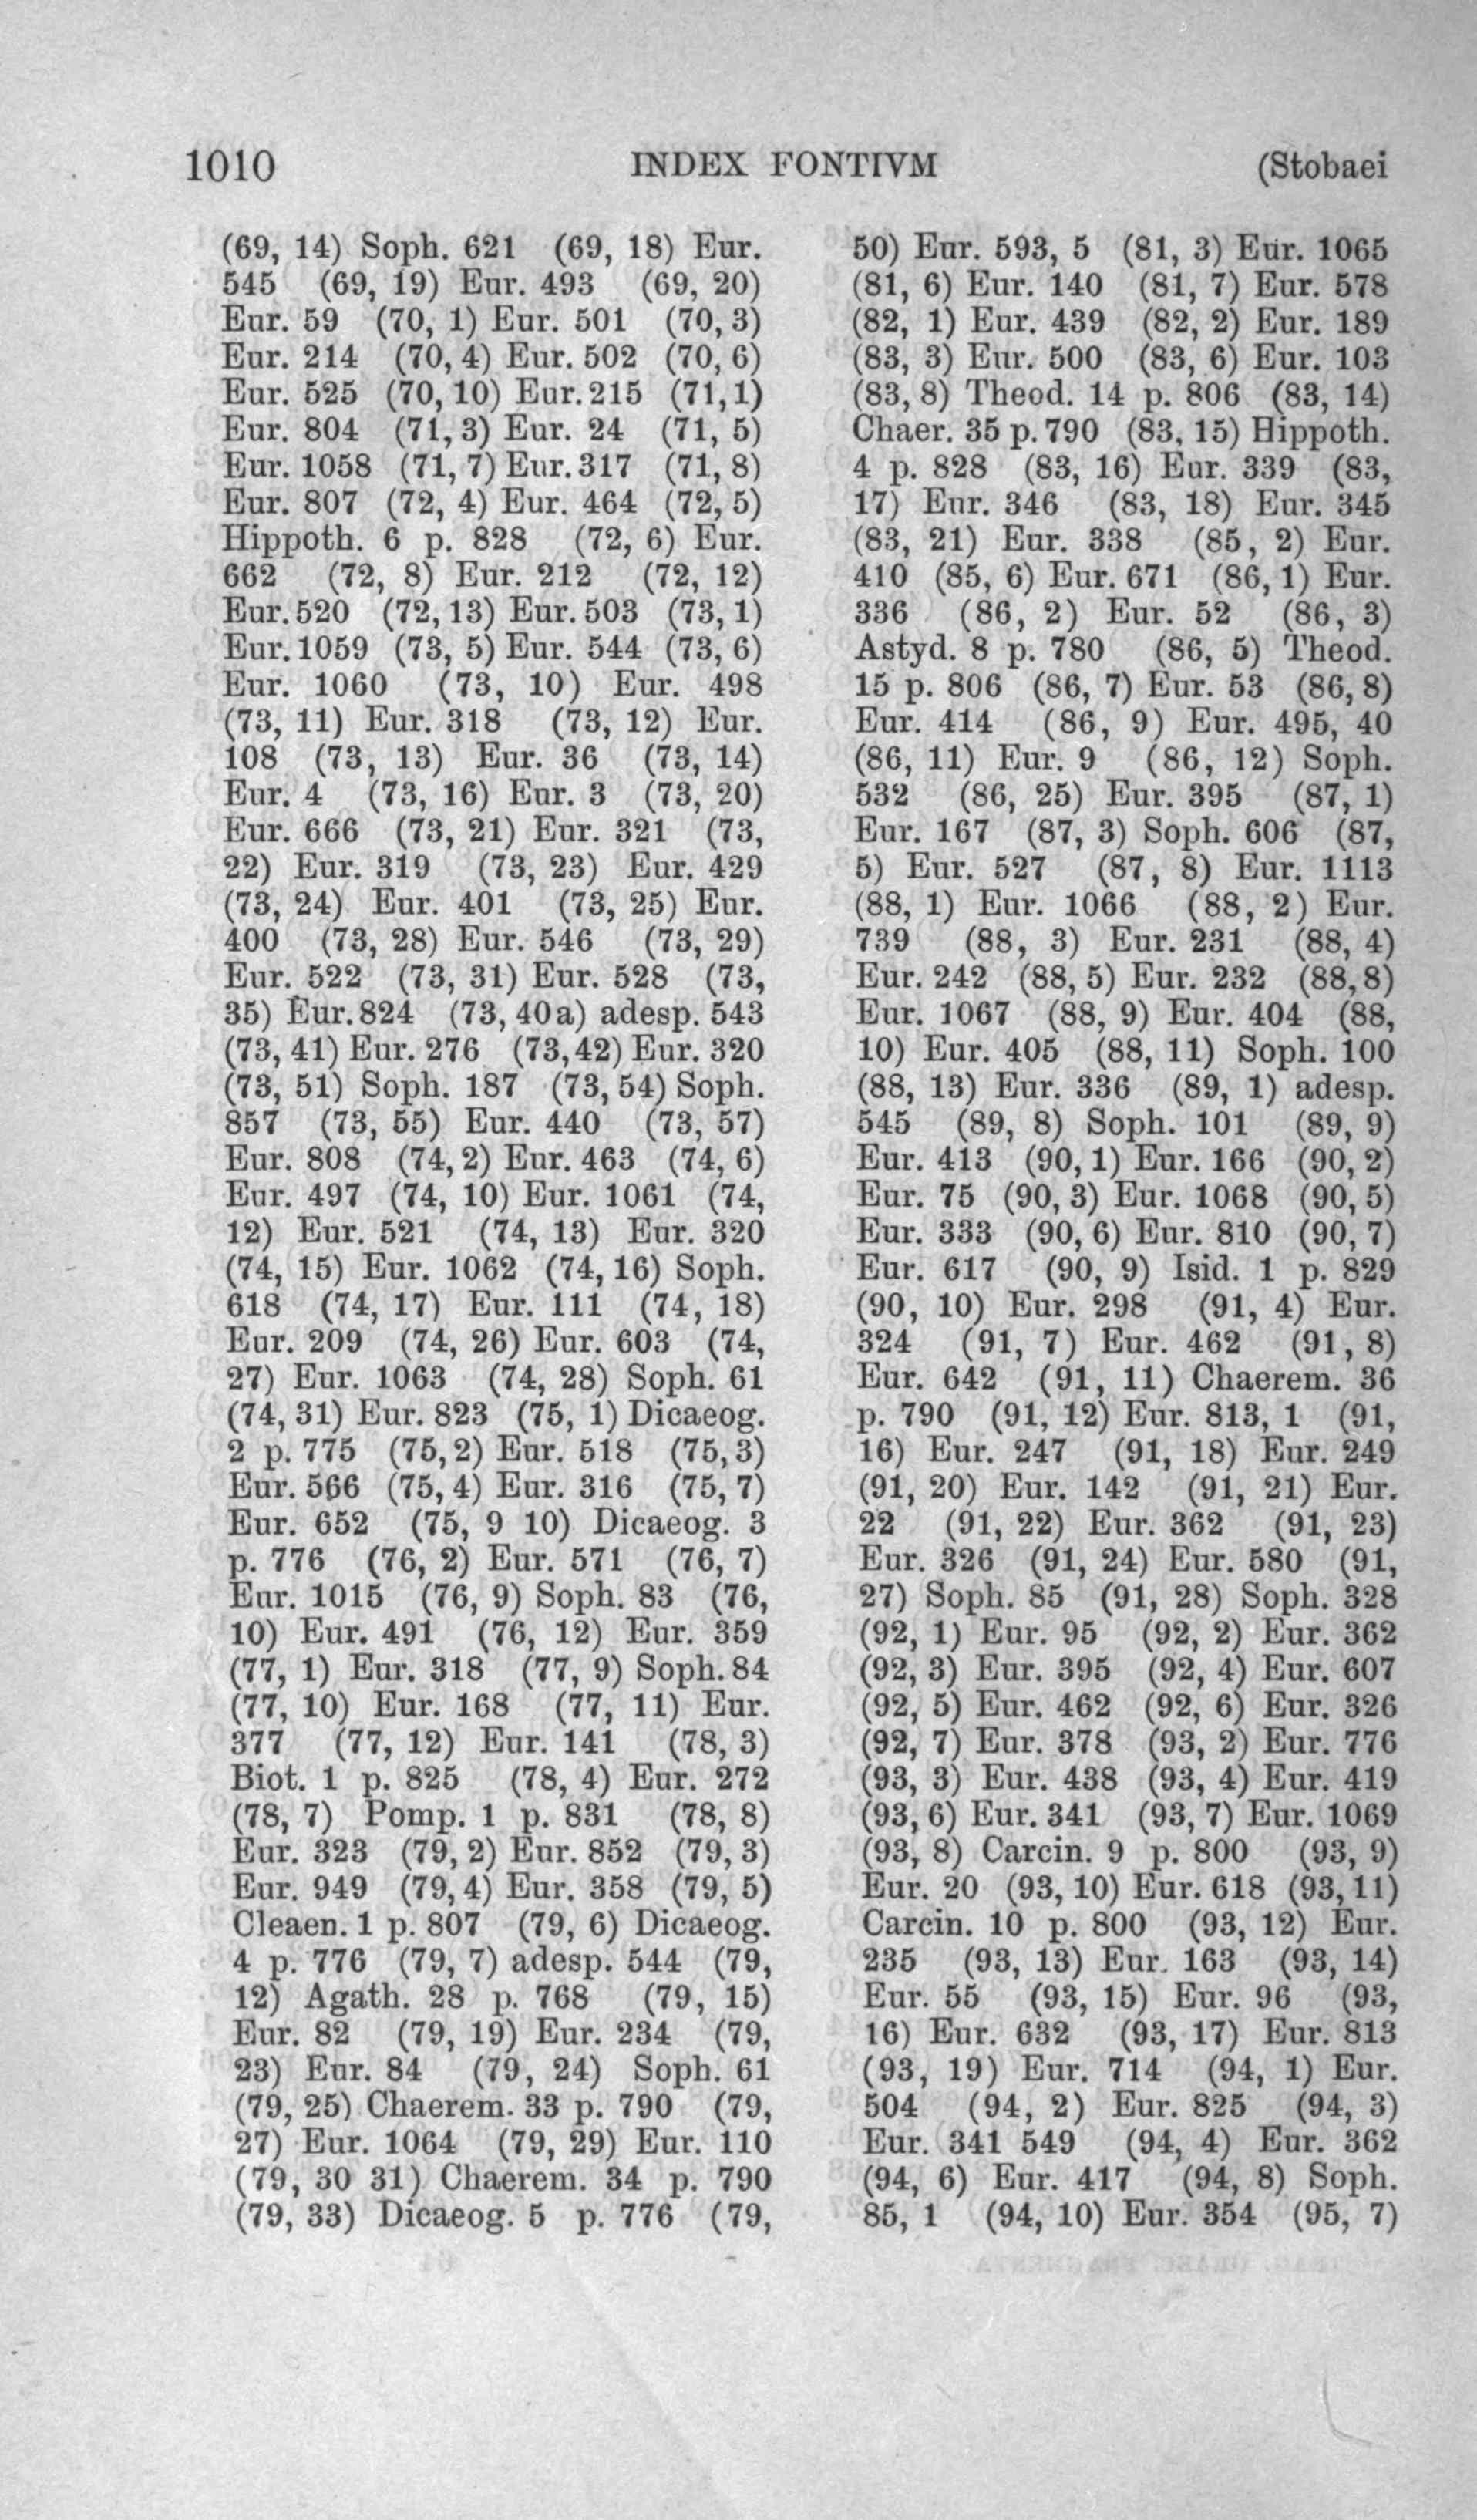 1010 INDEX FONTIVM (Stobaei
(69, 14) Soph. 621 (69, 18) Eur.
545 (69, 19) Eur. 493 (69, 20)
Eur. 59 (70, 1) Eur. 501 (70, 3)
Eur. 214 (70, 4) Eur. 502 (70, 6)
Eur. 525 (70, 10) Eur. 215 (71, 1)
Eur. 804 (71, 3) Eur. 24 (71, 5)
Eur. 1058 (71, 7) Eur. 317 (71, 8)
Eur. 807 (72, 4) Eur. 464 (72, 5)
Hippoth. 6 p. 828 (72, 6) Eur.
662 (72, 8) Eur. 212 (72, 12)
Eur. 520 (72, 13) Eur. 503 (73, 1)
Eur. 1059 (73, 5) Eur. 544 (73, 6)
Eur. 1060 (73, 10) Eur. 498
(73, 11) Eur. 318 (73, 12) Eur.
108 (73, 13) Eur. 36 (73, 14)
Eur. 4 (73, 16) Eur. 3 (73, 20)
Eur. 666 (73, 21) Eur. 321 (73,
22) Eur. 319 (73, 23) Eur. 429
(73, 24) Eur. 401 (73, 25) Eur.
400 (73, 28) Eur. 546 (73, 29)
Eur. 522 (73, 31) Eur. 528 (73,
35) Eur. 824 (73, 40a) adesp. 543
(73, 41) Eur. 276 (73, 42) Eur. 320
(73, 51) Soph. 187 (73, 54) Soph.
857 (73, 55) Eur. 440 (73, 57)
Eur. 808 (74, 2) Eur. 463 (74, 6)
Eur. 497 (74, 10) Eur. 1061 (74,
12) Eur. 521 (74, 13) Eur. 320
(74, 15) Eur. 1062 (74, 16) Soph.
618 (74, 17) Eur. 111 (74, 18)
Eur. 209 (74, 26) Eur. 603 (74,
27) Eur. 1063 (74, 28) Soph. 61
(74, 31) Eur. 823 (75, 1) Dicaeog.
2 p. 775 (75, 2) Eur. 518 (75, 3)
Eur. 566 (75, 4) Eur. 316 (75, 7)
Eur. 652 (75, 9 10) Dicaeog. 3
p. 776 (76, 2) Eur. 571 (76, 7)
Eur. 1015 (76, 9) Soph. 83 (76,
10) Eur. 491 (76, 12) Eur. 359
(77, 1) Eur. 318 (77, 9) Soph. 84
(77, 10) Eur. 168 (77, 11) Eur.
377 (77, 12) Eur. 141 (78, 3)
Biot. 1 p. 825 (78, 4) Eur. 272
(78, 7) Pomp. 1 p. 831 (78, 8)
Eur. 323 (79, 2) Eur. 852 (79, 3)
Eur. 949 (79, 4) Eur. 358 (79, 5)
Cleaen. 1 p. 807 (79, 6) Dicaeog.
4 p. 776 (79, 7) adesp. 544 (79,
12) Agath. 28 p. 768 (79, 15)
Eur. 82 (79, 19) Eur. 234 (79,
23) Eur. 84 (79, 24) Soph. 61
(79, 25) Chaerem. 33 p. 790 (79,
27) Eur. 1064 (79, 29) Eur. 110
(79, 30 31) Chaerem. 34 p. 790
(79, 33) Dicaeog. 5 p. 776 (79,
50) Eur. 593, 5 (81, 3) Eur. 1065
(81, 6) Eur. 140 (81, 7) Eur. 578
(82, 1) Eur. 439 (82, 2) Eur. 189
(83, 3) Eur. 500 (83, 6) Eur. 103
(83, 8) Theod. 14 p. 806 (83, 14)
Chaer. 35 p. 790 (83, 15) Hippoth.
4 p. 828 (83, 16) Eur. 339 (83,
17) Eur. 346 (83, 18) Eur. 345
(83, 21) Eur. 338 (85, 2) Eur.
410 (85, 6) Eur. 671 (86, 1) Eur.
336 (86, 2) Eur. 52 (86, 3)
Astyd. 8 p. 780 (86, 5) Theod.
15 p. 806 (86, 7) Eur. 53 (86, 8)
Eur. 414 (86, 9) Eur. 495, 40
(86, 11) Eur. 9 (86, 12) Soph.
532 (86, 25) Eur. 395 (87, 1)
Eur. 167 (87, 3) Soph. 606 (87,
5) Eur. 527 (87, 8) Eur. 1113
(88, 1) Eur. 1066 (88, 2) Eur.
739 (88, 3) Eur. 231 (88, 4)
Eur. 242 (88, 5) Eur. 232 (88, 8)
Eur. 1067 (88, 9) Eur. 404 (88,
10) Eur. 405 (88, 11) Soph. 100
(88, 13) Eur. 336 (89, 1) adesp.
545 (89, 8) Soph. 101 (89, 9)
Eur. 413 (90, 1) Eur. 166 (90, 2)
Eur. 75 (90, 3) Eur. 1068 (90, 5)
Eur. 333 (90, 6) Eur. 810 (90, 7)
Eur. 617 (90, 9) Isid. 1 p. 829
(90, 10) Eur. 298 (91, 4) Eur.
324 (91, 7) Eur. 462 (91, 8)
Eur. 642 (91, 11) Chaerem. 36
p. 790 (91, 12) Eur. 813, 1 (91,
16) Eur. 247 (91, 18) Eur. 249
(91, 20) Eur. 142 (91, 21) Eur.
22 (91, 22) Eur. 362 (91, 23)
Eur. 326 (91, 24) Eur. 580 (91,
27) Soph. 85 (91, 28) Soph. 328
(92, 1) Eur. 95 (92, 2) Eur. 362
(92, 3) Eur. 395 (92, 4) Eur. 607
(92, 5) Eur. 462 (92, 6) Eur. 326
(92, 7) Eur. 378 (93, 2) Eur. 776
(93, 3) Eur. 438 (93, 4) Eur. 419
(93, 6) Eur. 341 (93, 7) Eur. 1069
(93, 8) Carcin. 9 p. 800 (93, 9)
Eur. 20 (93, 10) Eur. 618 (93, 11)
Carcin. 10 p. 800 (93, 12) Eur.
235 (93, 13) Eur. 163 (93, 14)
Eur. 55 (93, 15) Eur. 96 (93,
16) Eur. 632 (93, 17) Eur. 813
(93, 19) Eur. 714 (94, 1) Eur.
504 (94, 2) Eur. 825 (94, 3)
Eur. 341 549 (94, 4) Eur. 362
(94, 6) Eur. 417 (94, 8) Soph.
85, 1 (94, 10) Eur. 354 (95, 7)